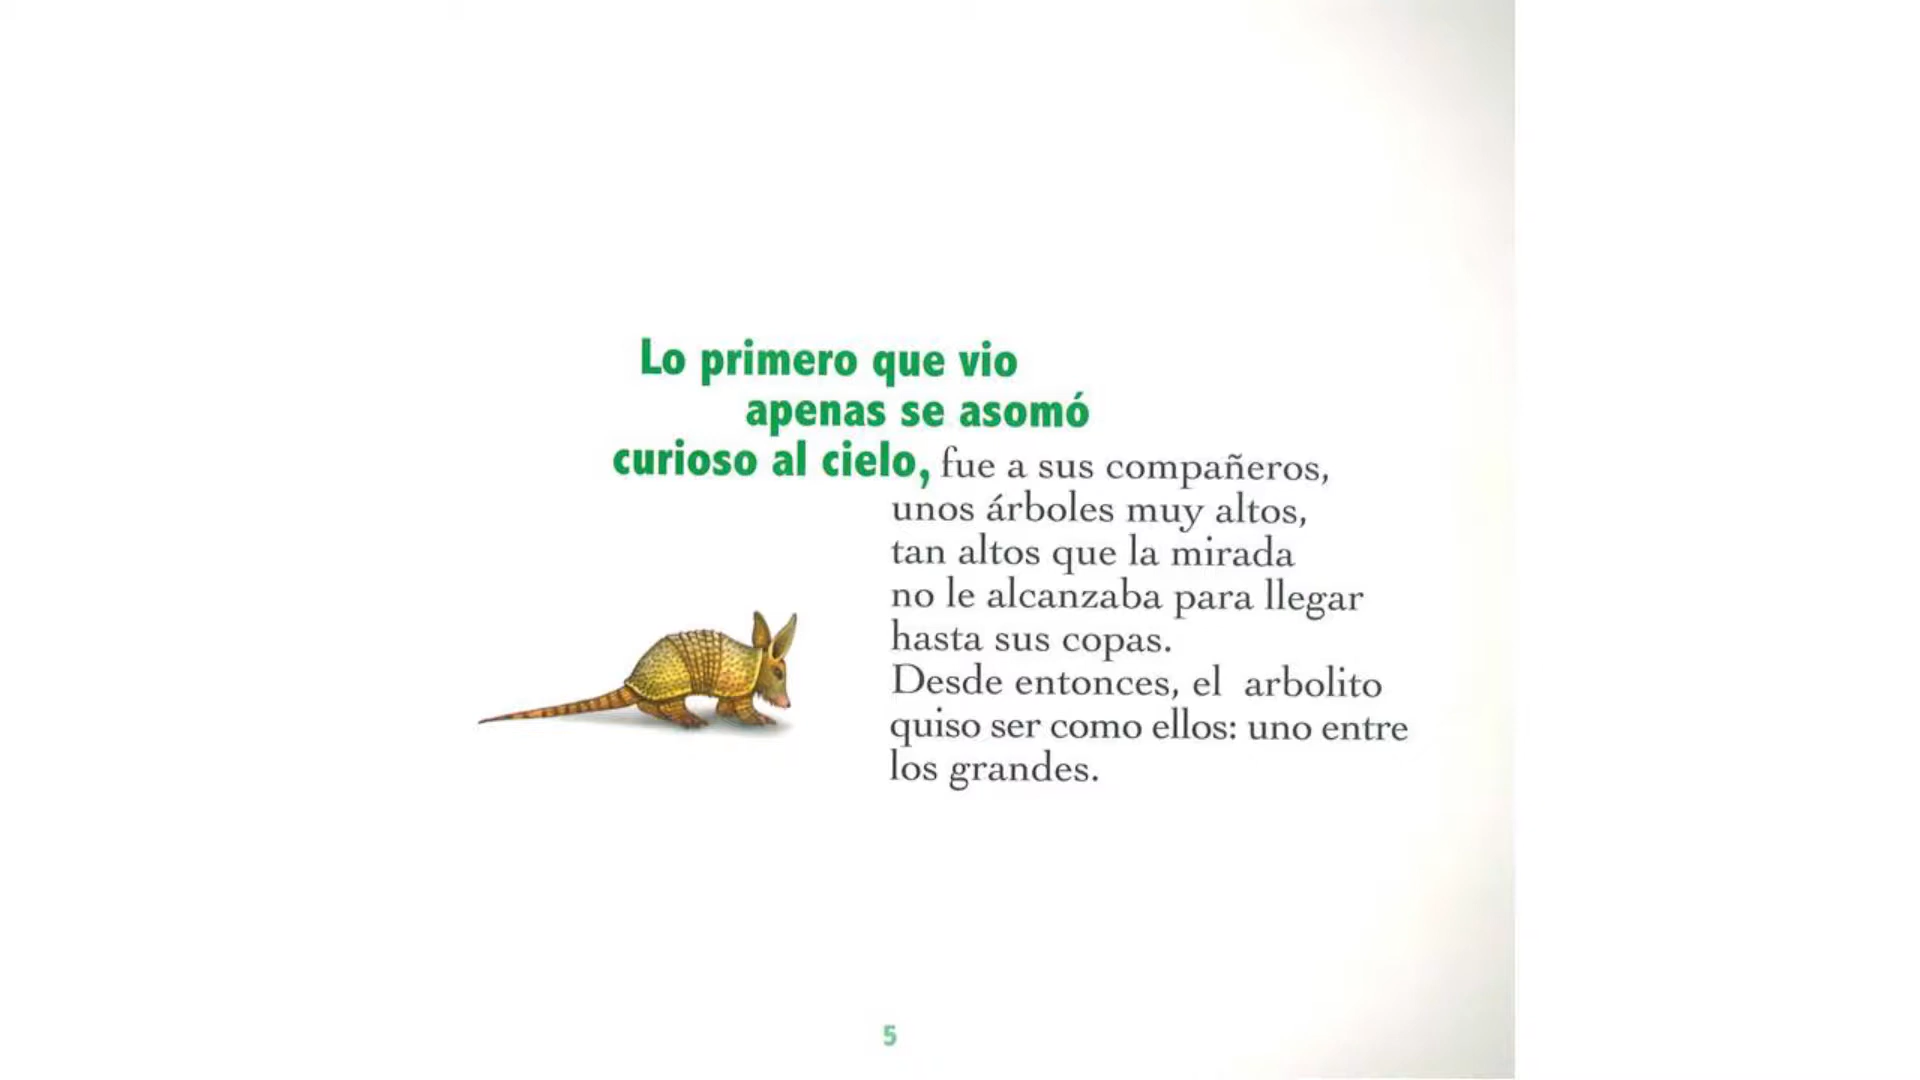 Lo primero que vio
apenas se asomó
curioso al cielo, fue a sus compañeros,
unos árboles muy altos,
tan altos que la mirada
no le alcanzaba para llegar
hasta sus copas.
Desde entonces, el arbolito
quiso ser como ellos: uno entre
los grandes.
5